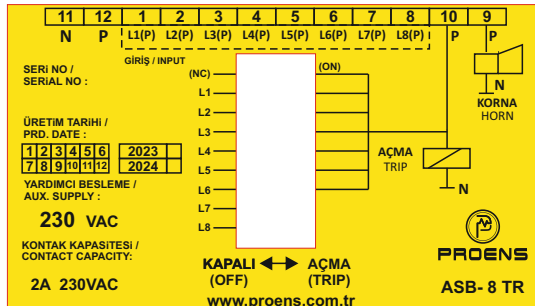 11 12 1 2 3 4 5 6 7 8 10 9
N P L1(P) L2(P) L3(P) L4(P) L5(P) L6(P) L7(P) L8(P) P P
GİRİŞ / INPUT
SERİ NO /
SERİAL NO :
(NC)
(ON)
L1
L2
L3
L4
L5
L6
L7
L8
N
KORNA
HORN
ÜRETİM TARİHİ /
PRD. DATE :
1 2 3 4 5 6 2023
7 8 9 10 11 12 2024
AÇMA
TRIP
N
YARDIMCI BESLEME /
AUX. SUPPLY :
230 VAC
KONTAK KAPASİTESİ /
CONTACT CAPACITY:
2A 230VAC
KAPALI AÇMA
(OFF) (TRIP)
www.proens.com.tr
PROENS
ASB- 8 TR